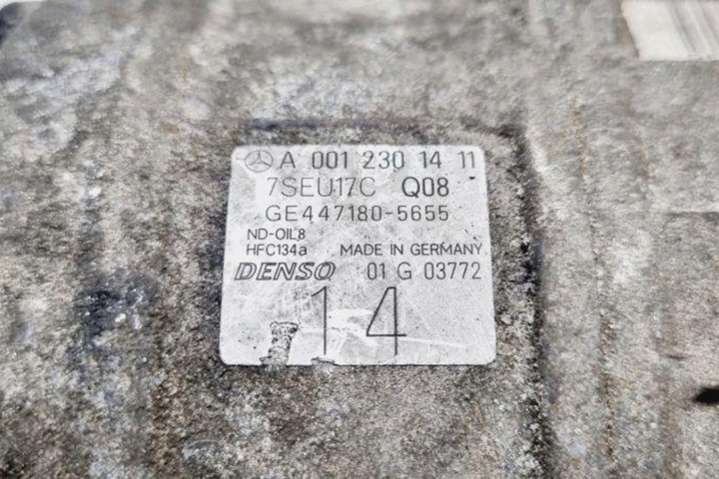 A 001 230 14 11
7SEU17C Q08
GE447180-5655
ND-OIL8
HFC134a MADE IN GERMANY
DENSO 01 G 03772
14